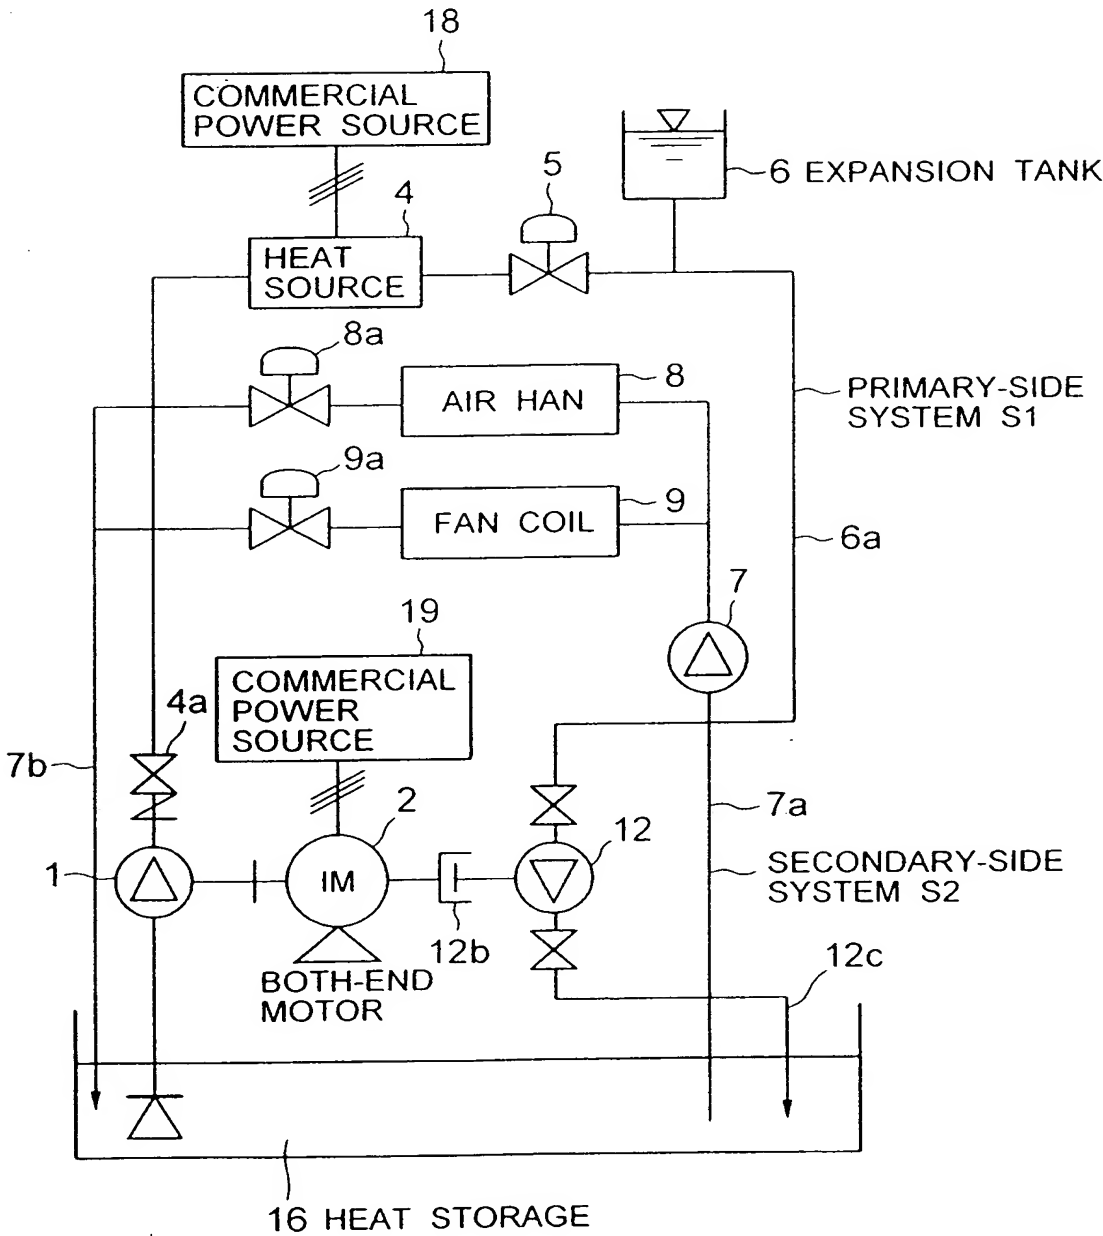 18
COMMERCIAL
POWER SOURCE
6 EXPANSION TANK
5
4
HEAT
SOURCE
8a
8
AIR HAN
PRIMARY-SIDE
SYSTEM S1
9a
9
FAN COIL
6a
7
19
COMMERCIAL
POWER
SOURCE
4a
7b
2
12
7a
1
IM
SECONDARY-SIDE
SYSTEM S2
12b
12c
BOTH-END
MOTOR
16 HEAT STORAGE